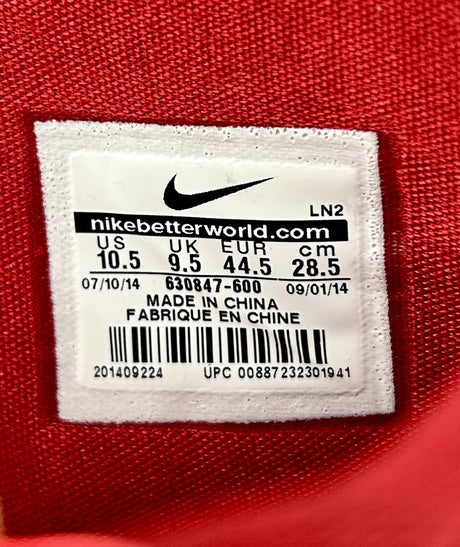 LN2
nikebetterworld.com
US UK EUR cm
10.5 9.5 44.5 28.5
07/10/14 630847-600 09/01/14
MADE IN CHINA
FABRIQUE EN CHINE
201409224 UPC 00887232301941